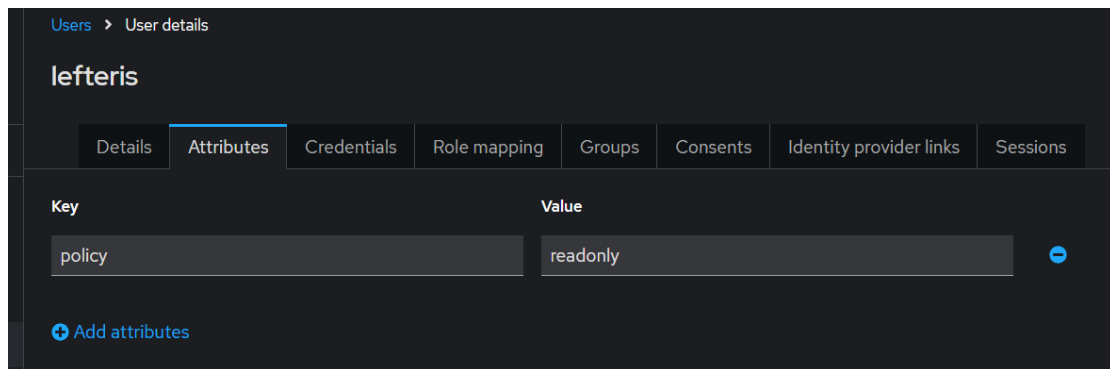 Users > User details
lefteris
Details Attributes Credentials Role mapping Groups Consents Identity provider links Sessions
Key Value
policy readonly
Add attributes